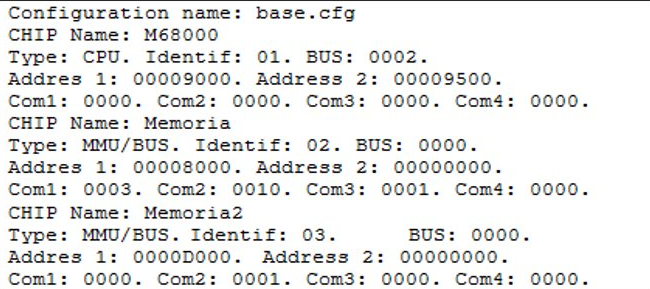 Configuration name: base.cfg
CHIP Name: M68000
Type: CPU. Identif: 01. BUS: 0002.
Addres 1: 00009000. Address 2: 00009500.
Com1: 0000. Com2: 0000. Com3: 0000. Com4: 0000.
CHIP Name: Memoria
Type: MMU/BUS. Identif: 02. BUS: 0000.
Addres 1: 00008000. Address 2: 00000000.
Com1: 0003. Com2: 0010. Com3: 0001. Com4: 0000.
CHIP Name: Memoria2
Type: MMU/BUS. Identif: 03. BUS: 0000.
Addres 1: 0000D000. Address 2: 00000000.
Com1: 0000. Com2: 0001. Com3: 0000. Com4: 0000.